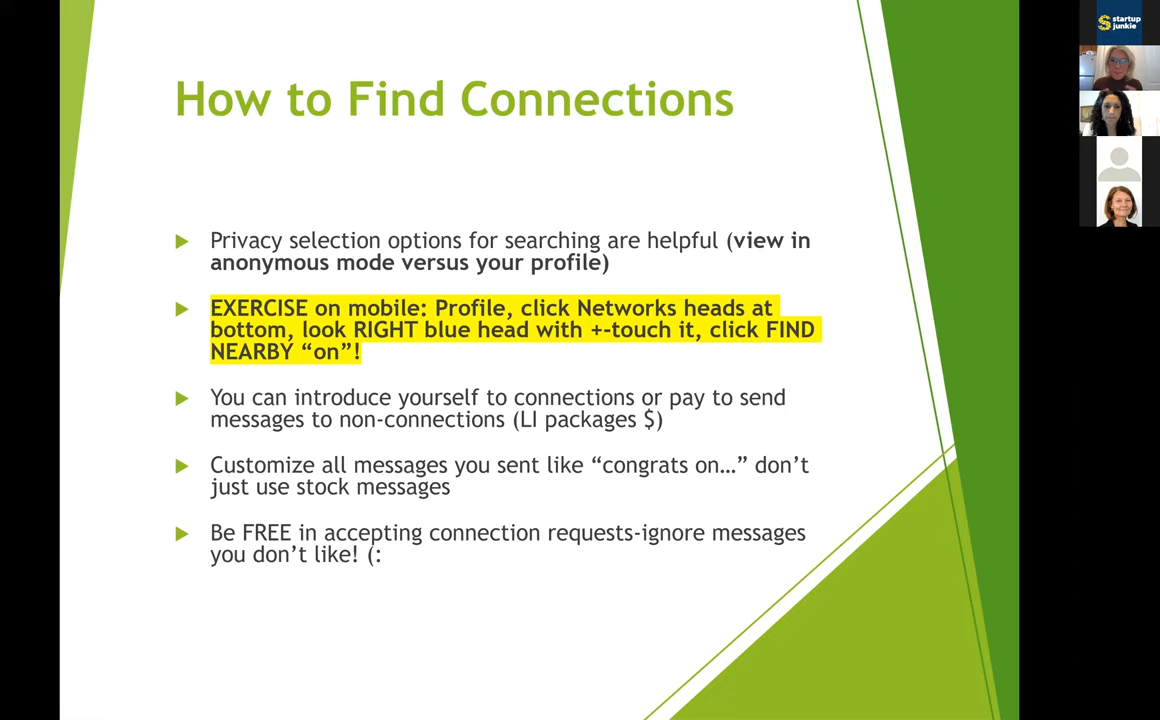 How to Find Connections
Privacy selection options for searching are helpful (view in
anonymous mode versus your profile)
EXERCISE on mobile: Profile, click Networks heads at
bottom, look RIGHT blue head with +-touch it, click FIND
NEARBY “on”!
You can introduce yourself to connections or pay to send
messages to non-connections (LI packages $)
Customize all messages you sent like “congrats on…” don’t
just use stock messages
Be FREE in accepting connection requests-ignore messages
you don’t like! (:
startup
junkie